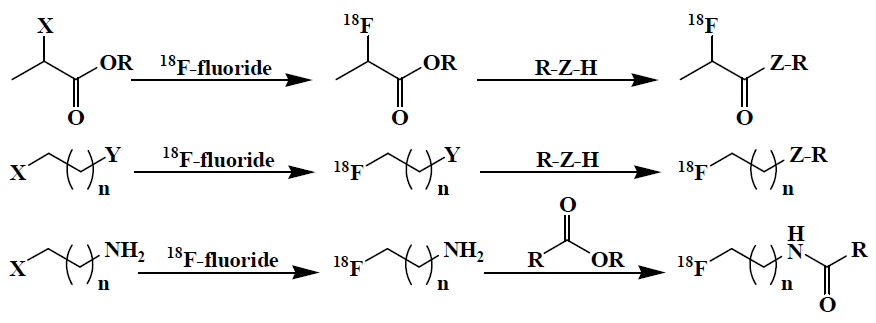 X OR O ¹⁸F-fluoride ¹⁸F OR O R-Z-H ¹⁸F Z-R O
X Y n ¹⁸F-fluoride ¹⁸F Y n R-Z-H ¹⁸F Z-R n
X NH₂ n ¹⁸F-fluoride ¹⁸F NH₂ n O R OR ¹⁸F H N R n O